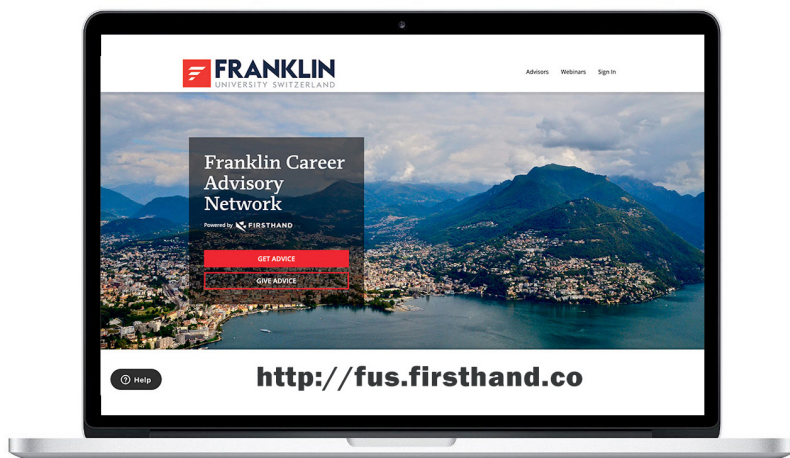 FRANKLIN
UNIVERSITY SWITZERLAND
Advisors Webinars Sign In
Franklin Career
Advisory
Network
Powered by FIRSTHAND
GET ADVICE
GIVE ADVICE
Help
http://fus.firsthand.co